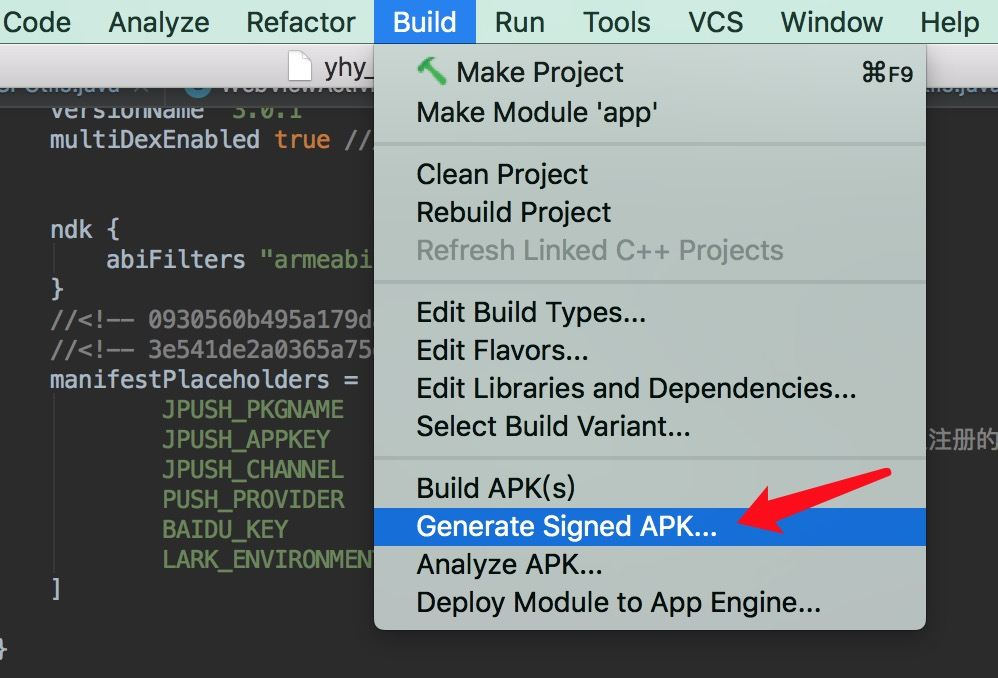 Code Analyze Refactor Build Run Tools VCS Window Help
yhy_
Make Project ⌘F9
Make Module 'app'
Clean Project
Rebuild Project
Refresh Linked C++ Projects
Edit Build Types...
Edit Flavors...
Edit Libraries and Dependencies...
Select Build Variant...
Build APK(s)
Generate Signed APK...
Analyze APK...
Deploy Module to App Engine...
versionName "3.0.1
multiDexEnabled true //
ndk {
abiFilters "armeabi
}
//<!-- 0930560b495a179d
//<!-- 3e541de2a0365a75
manifestPlaceholders =
JPUSH_PKGNAME
JPUSH_APPKEY
注册的
JPUSH_CHANNEL
PUSH_PROVIDER
BAIDU_KEY
LARK_ENVIRONMEN
]
}